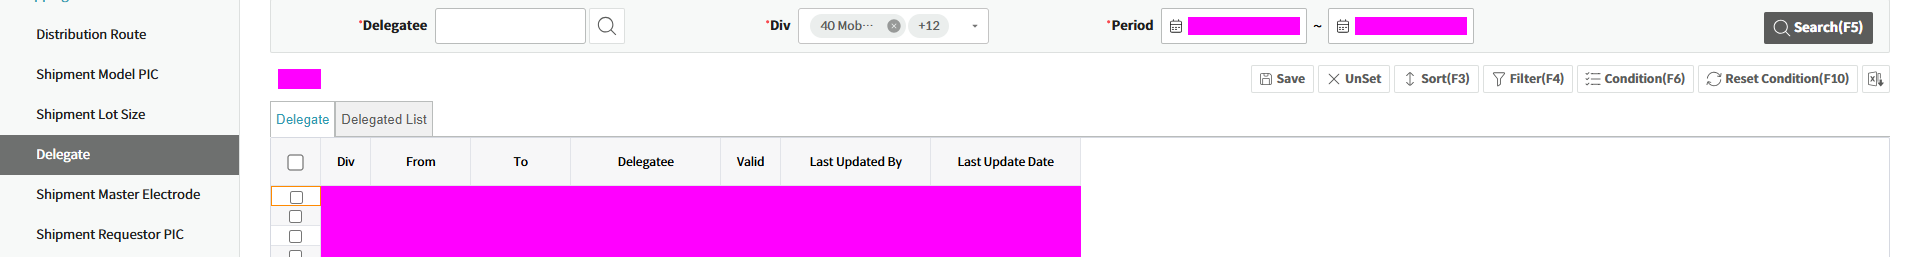 Distribution Route
Shipment Model PIC
Shipment Lot Size
Delegate
Shipment Master Electrode
Shipment Requestor PIC
*Delegatee
*Div
40 Mob··· +12
*Period
~
Search(F5)
Save
UnSet
Sort(F3)
Filter(F4)
Condition(F6)
Reset Condition(F10)
Delegate
Delegated List
Div From To Delegatee Valid Last Updated By Last Update Date